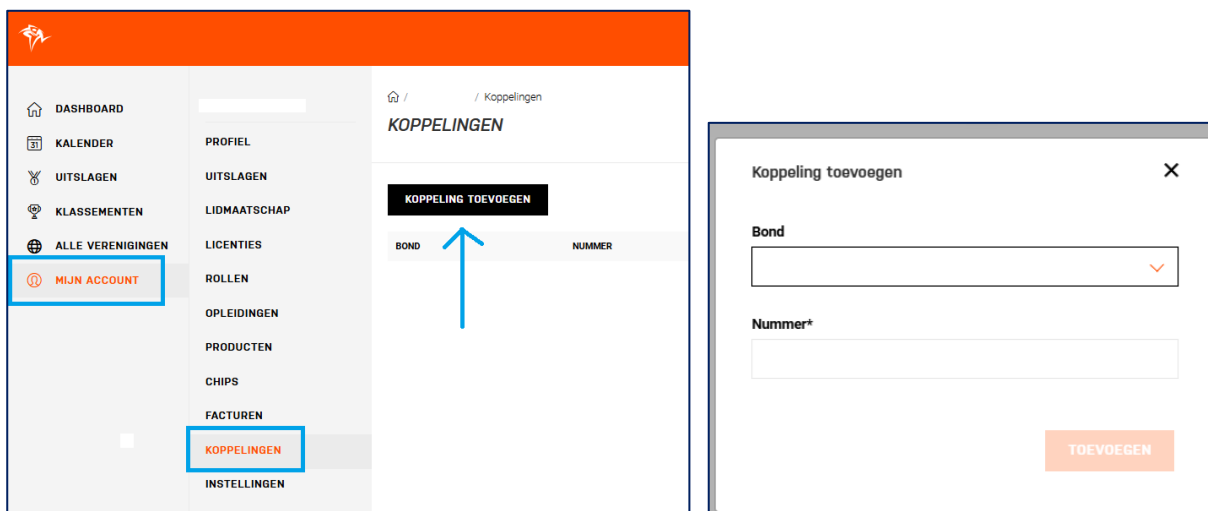 DASHBOARD
31
KALENDER
UITSLAGEN
KLASSEMENTEN
ALLE VERENIGINGEN
MIJN ACCOUNT
PROFIEL
UITSLAGEN
LIDMAATSCHAP
LICENTIES
ROLLEN
OPLEIDINGEN
PRODUCTEN
CHIPS
FACTUREN
KOPPELINGEN
INSTELLINGEN
/ / Koppelingen
KOPPELINGEN
KOPPELING TOEVOEGEN
BOND NUMMER
Koppeling toevoegen
Bond
Nummer*
TOEVOEGEN